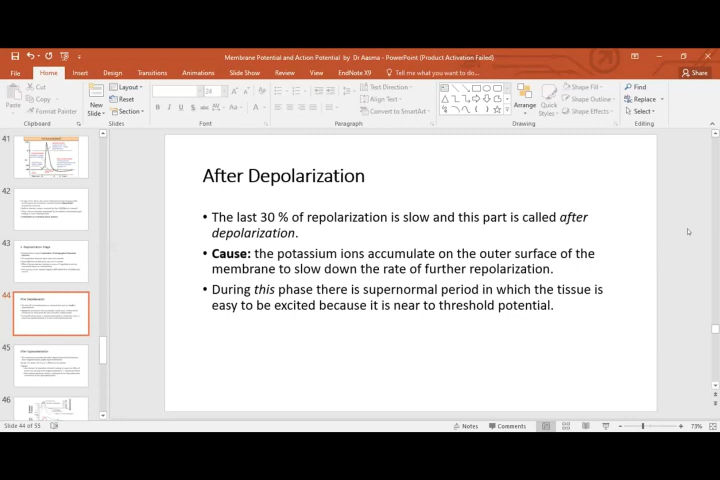 Membrane Potential and Action Potential by Dr Aasma - PowerPoint (Product Activation Failed)
File Home Insert Design Transitions Animations Slide Show Review View EndNote X9 Tell me what you want to do... Share
Paste
Cut
Copy
Format Painter
Clipboard
New Slide
Layout
Reset
Section
Slides
24
Font
Text Direction
Align Text
Convert to SmartArt
Paragraph
Arrange
Quick Styles
Shape Fill
Shape Outline
Shape Effects
Drawing
Find
Replace
Select
Editing
41
42
43
44
45
46
After Depolarization
• The last 30 % of repolarization is slow and this part is called after
depolarization.
• Cause: the potassium ions accumulate on the outer surface of the
membrane to slow down the rate of further repolarization.
• During this phase there is supernormal period in which the tissue is
easy to be excited because it is near to threshold potential.
Slide 44 of 55 Notes Comments 73%